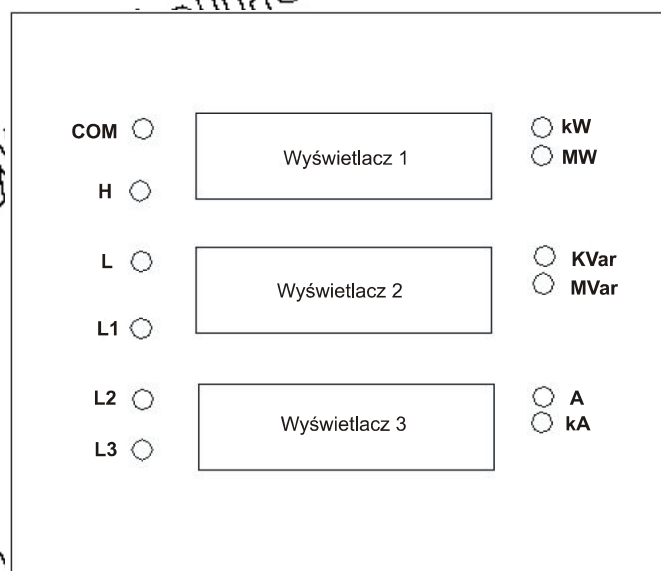 COM
Wyświetlacz 1
kW
MW
H
L
Wyświetlacz 2
KVar
MVar
L1
L2
Wyświetlacz 3
A
kA
L3